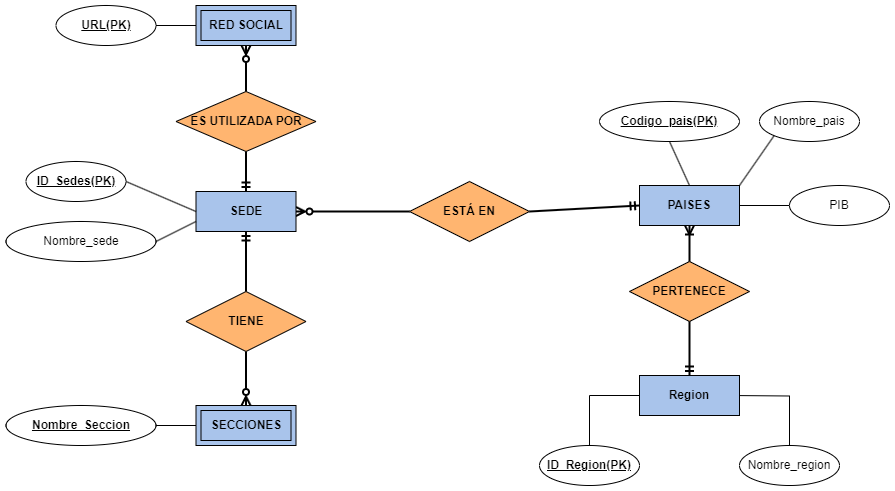 URL(PK)
RED SOCIAL
ES UTILIZADA POR
Codigo_pais(PK)
Nombre_pais
ID_Sedes(PK)
SEDE
ESTÁ EN
PAISES
PIB
Nombre_sede
PERTENECE
TIENE
Region
Nombre_Seccion
SECCIONES
ID_Region(PK)
Nombre_region